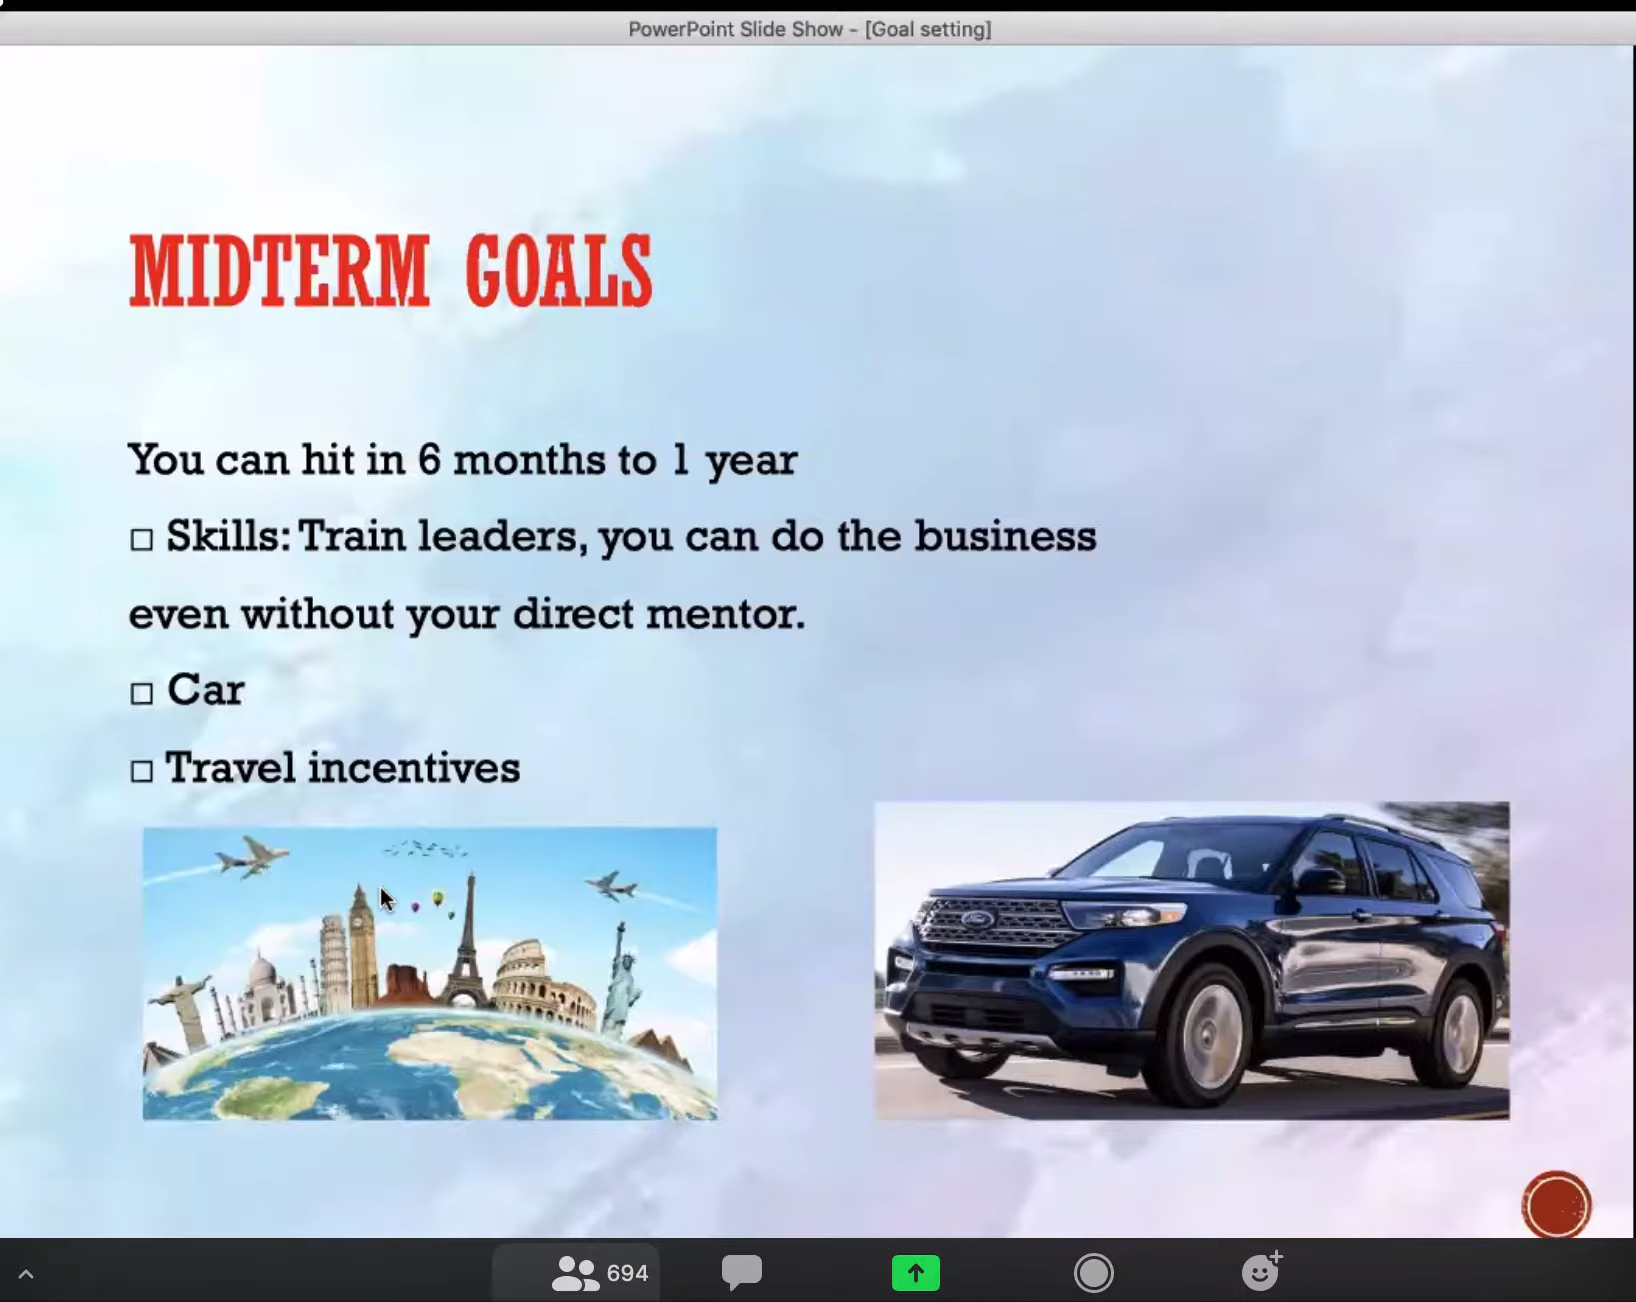 PowerPoint Slide Show - [Goal setting]
MIDTERM GOALS
You can hit in 6 months to 1 year
□ Skills: Train leaders, you can do the business
even without your direct mentor.
□ Car
□ Travel incentives
694